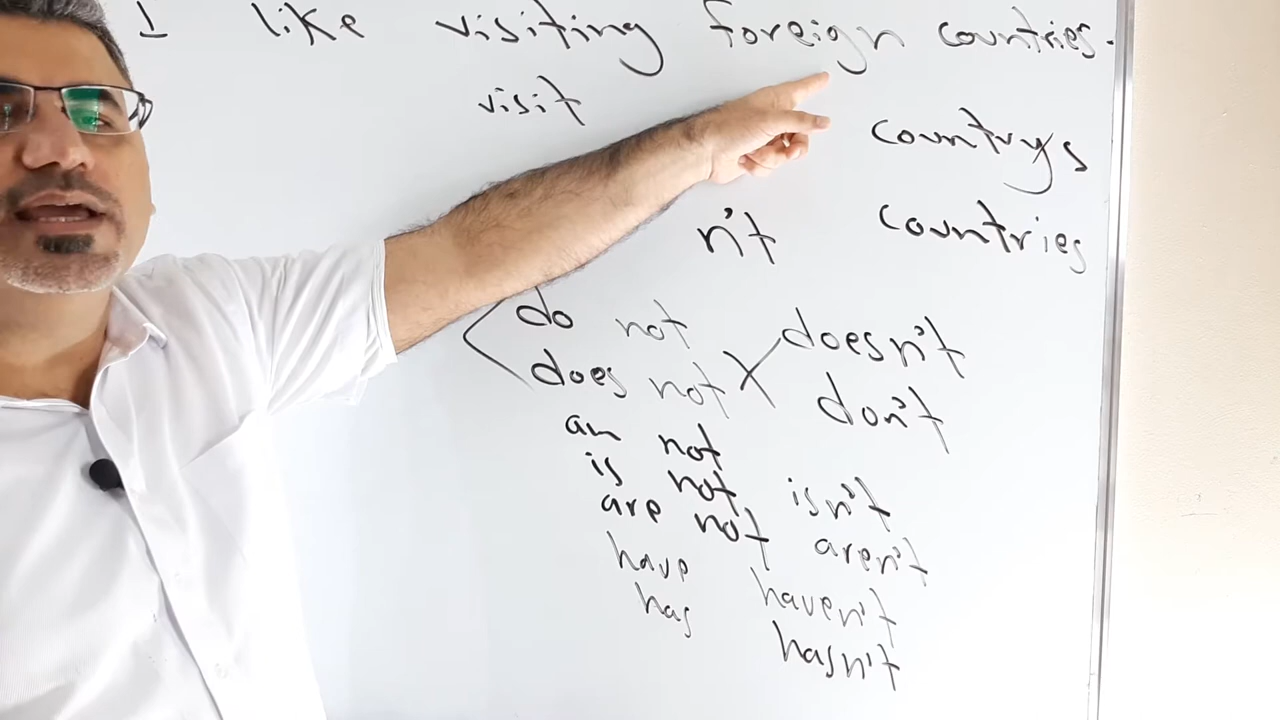 I like visiting foreign countries.
visit
countrys
n't
countries
do not
doesn't
does not
don't
am not
is not isn't
are not aren't
have haven't
has hasn't